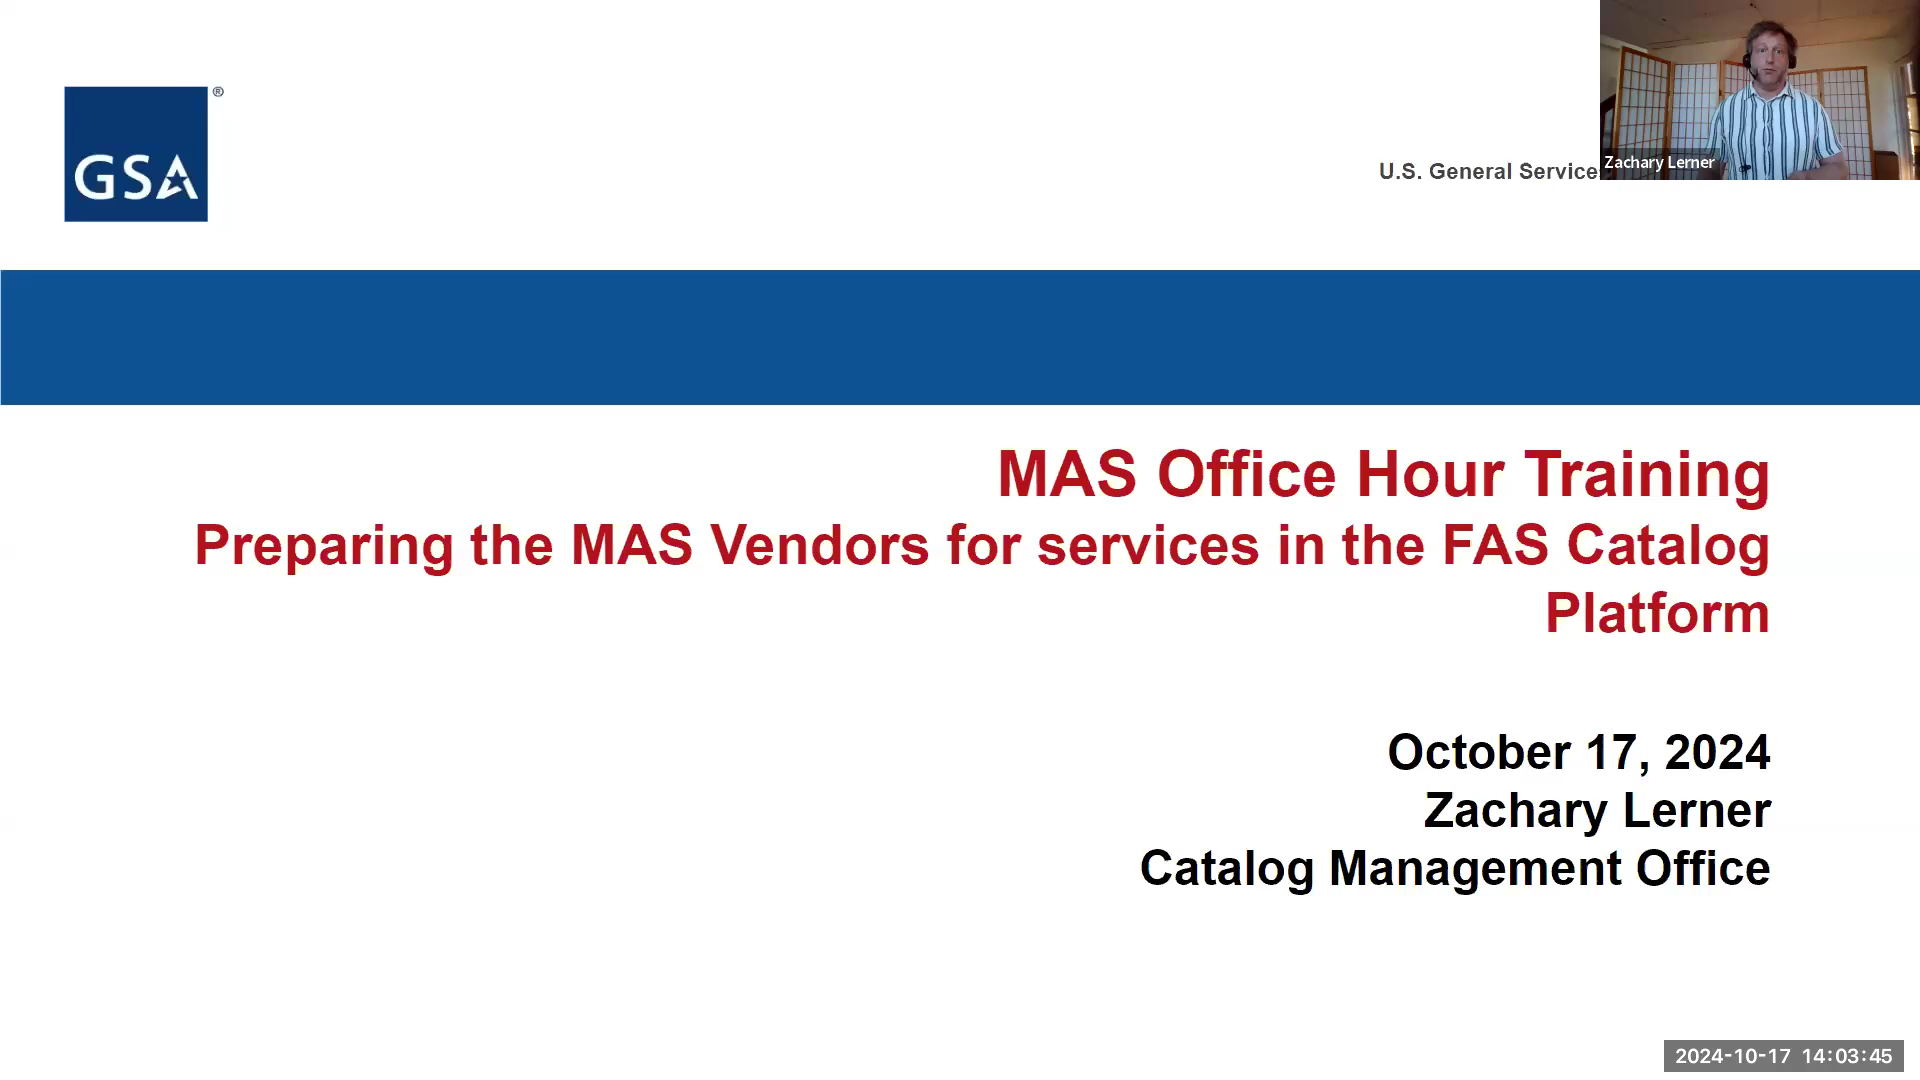 GSA
®
U.S. General Service
Zachary Lerner
MAS Office Hour Training
Preparing the MAS Vendors for services in the FAS Catalog
Platform
October 17, 2024
Zachary Lerner
Catalog Management Office
2024-10-17 14:03:45